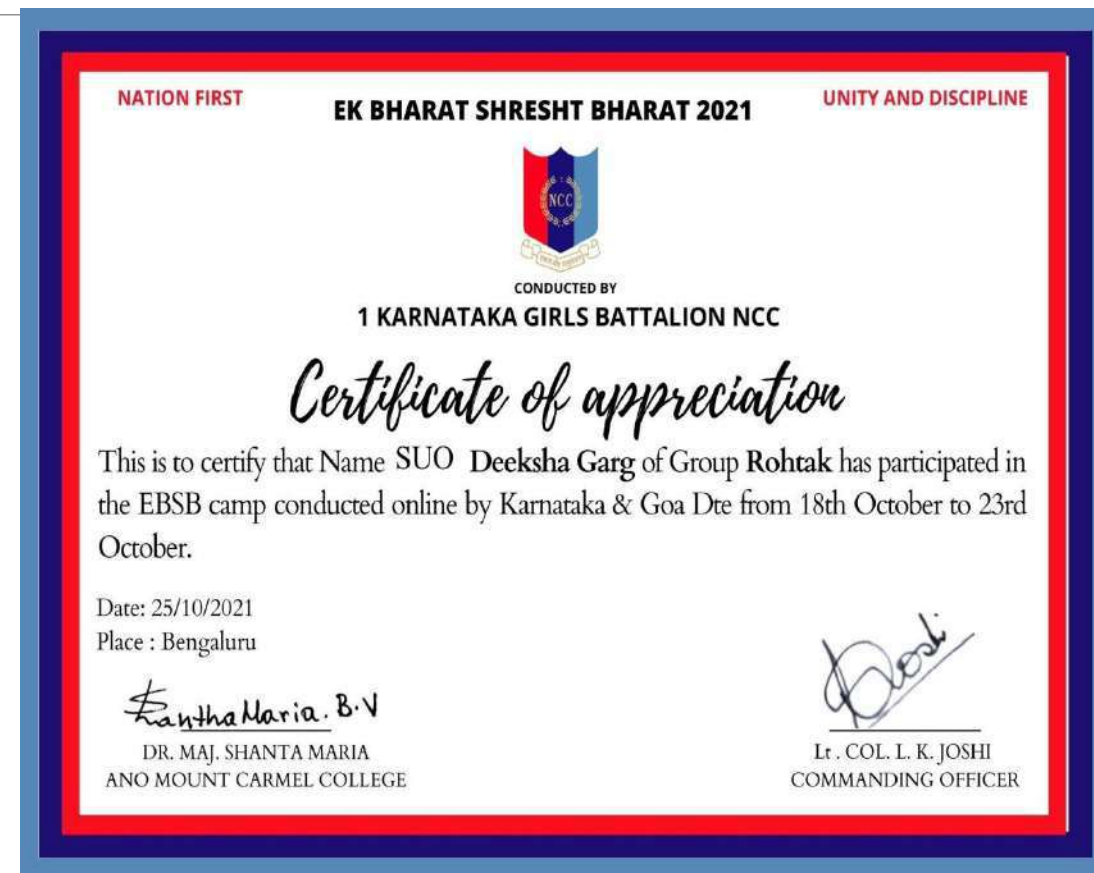 NATION FIRST
EK BHARAT SHRESHT BHARAT 2021
UNITY AND DISCIPLINE
NCC
CONDUCTED BY
1 KARNATAKA GIRLS BATTALION NCC
Certificate of appreciation
This is to certify that Name SUO Deeksha Garg of Group Rohtak has participated in
the EBSB camp conducted online by Karnataka & Goa Dte from 18th October to 23rd
October.
Date: 25/10/2021
Place : Bengaluru
Shantha Maria. B.V
Joshi
DR. MAJ. SHANTA MARIA
ANO MOUNT CARMEL COLLEGE
Lt . COL. L. K. JOSHI
COMMANDING OFFICER